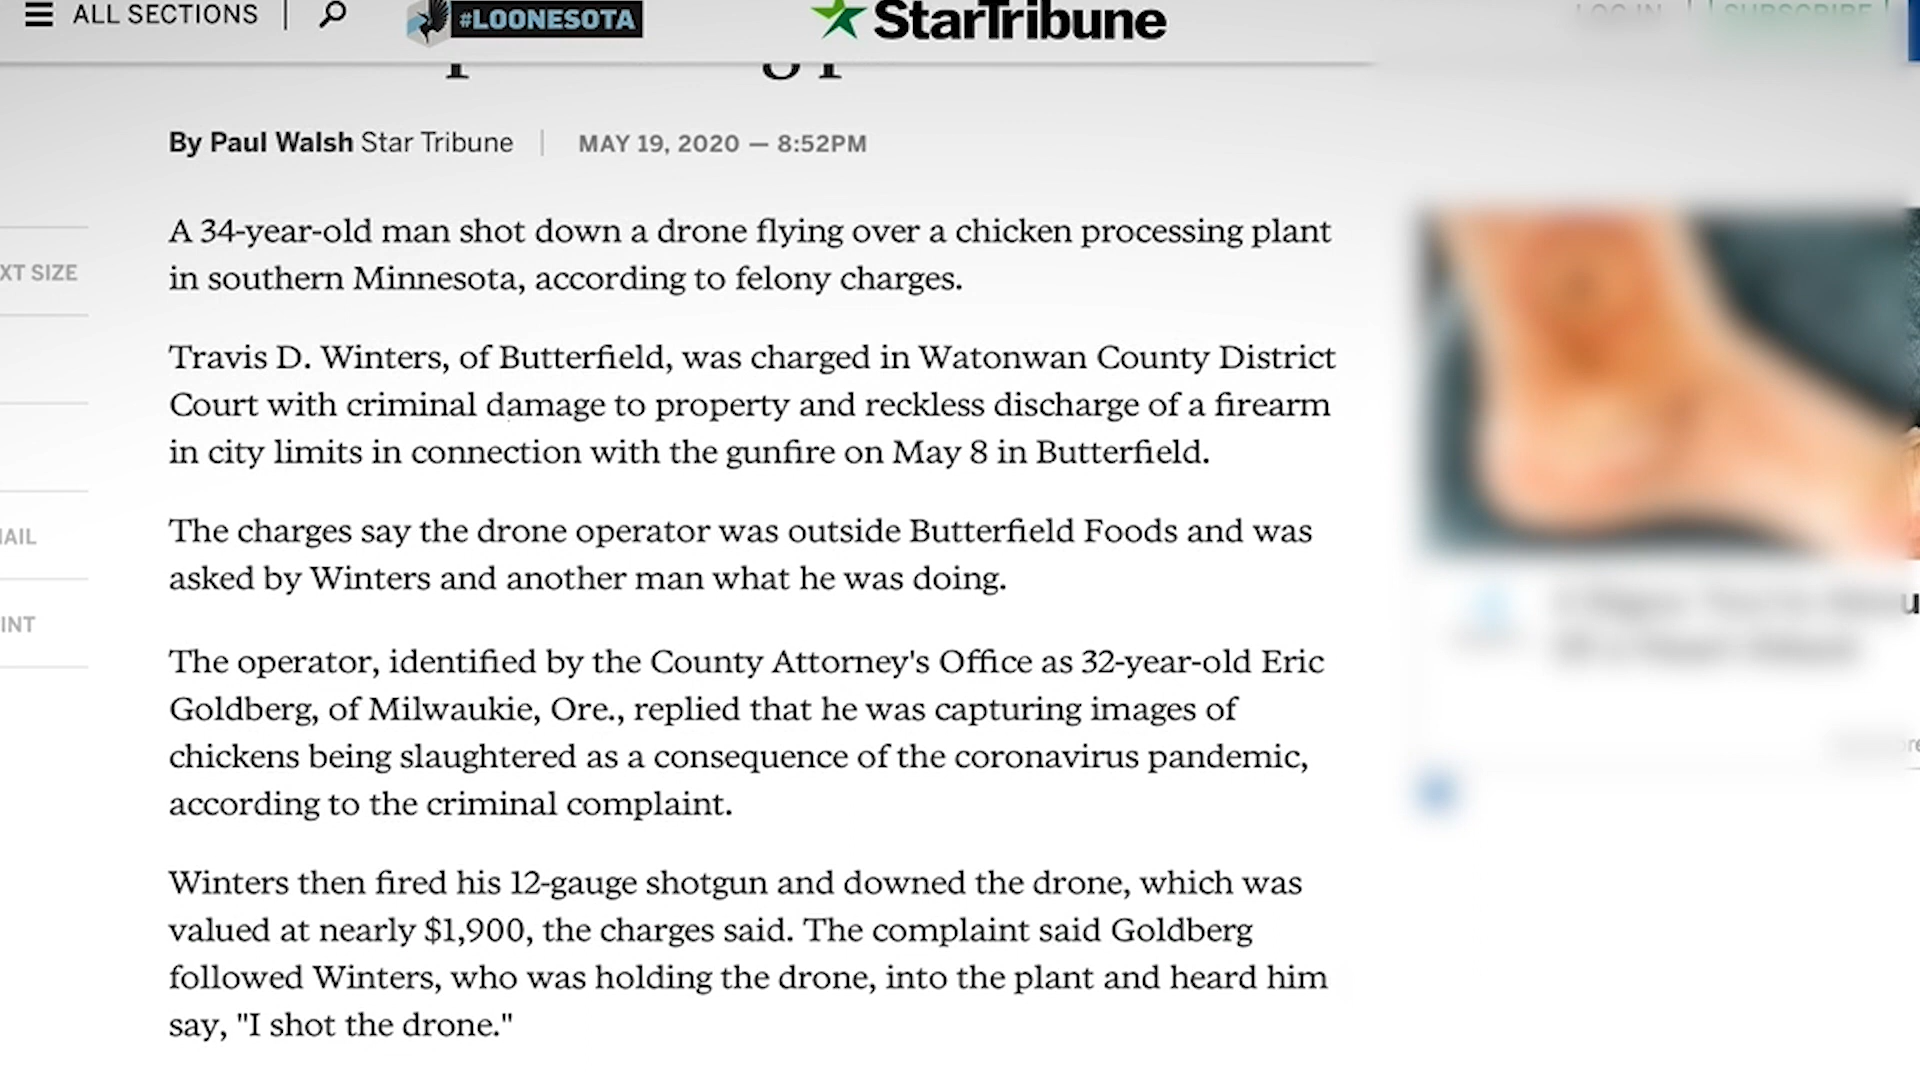 ALL SECTIONS
#LOONESOTA
StarTribune
LOG IN
SUBSCRIBE
By Paul Walsh Star Tribune
MAY 19, 2020 — 8:52PM
A 34-year-old man shot down a drone flying over a chicken processing plant
in southern Minnesota, according to felony charges.
XT SIZE
Travis D. Winters, of Butterfield, was charged in Watonwan County District
Court with criminal damage to property and reckless discharge of a firearm
in city limits in connection with the gunfire on May 8 in Butterfield.
The charges say the drone operator was outside Butterfield Foods and was
AIL
asked by Winters and another man what he was doing.
INT
The operator, identified by the County Attorney's Office as 32-year-old Eric
Goldberg, of Milwaukie, Ore., replied that he was capturing images of
chickens being slaughtered as a consequence of the coronavirus pandemic,
according to the criminal complaint.
Winters then fired his 12-gauge shotgun and downed the drone, which was
valued at nearly $1,900, the charges said. The complaint said Goldberg
followed Winters, who was holding the drone, into the plant and heard him
say, "I shot the drone."